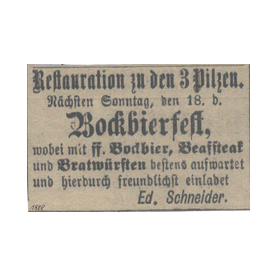 Restauration zu den 3 Pilzen.
Nächsten Sonntag, den 18. d.
Bockbierfest,
wobei mit ff. Bockbier, Beafsteak
und Bratwürsten bestens aufwartet
und hierdurch freundlichst einladet
Ed. Schneider.